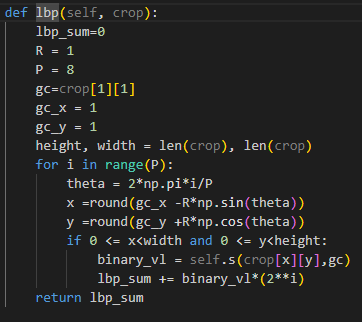 def lbp(self, crop):
    lbp_sum=0
    R = 1
    P = 8
    gc=crop[1][1]
    gc_x = 1
    gc_y = 1
    height, width = len(crop), len(crop)
    for i in range(P):
        theta = 2*np.pi*i/P
        x =round(gc_x -R*np.sin(theta))
        y =round(gc_y +R*np.cos(theta))
        if 0 <= x<width and 0 <= y<height:
            binary_vl = self.s(crop[x][y],gc)
            lbp_sum += binary_vl*(2**i)
    return lbp_sum